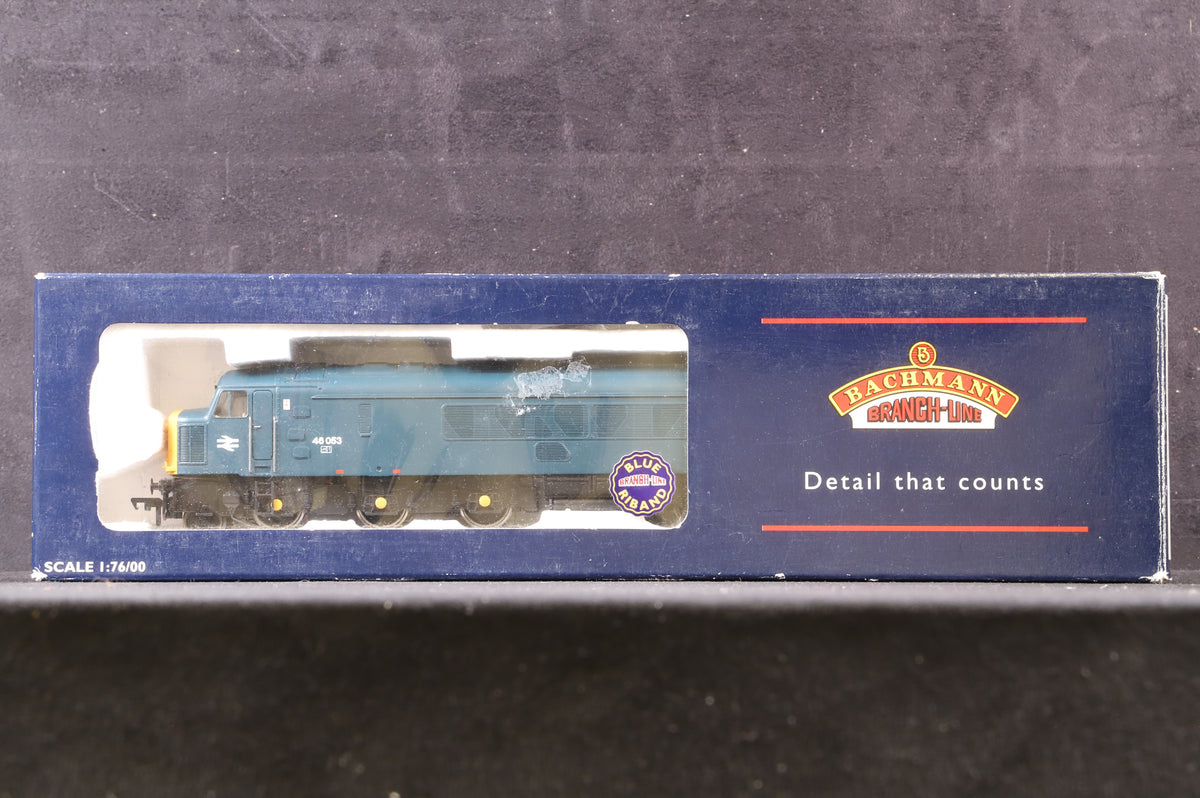 46 053
BLUE
BRANCH-LINE
RIBAND
SCALE 1:76/00
BACHMANN
BRANCH-LINE
Detail that counts